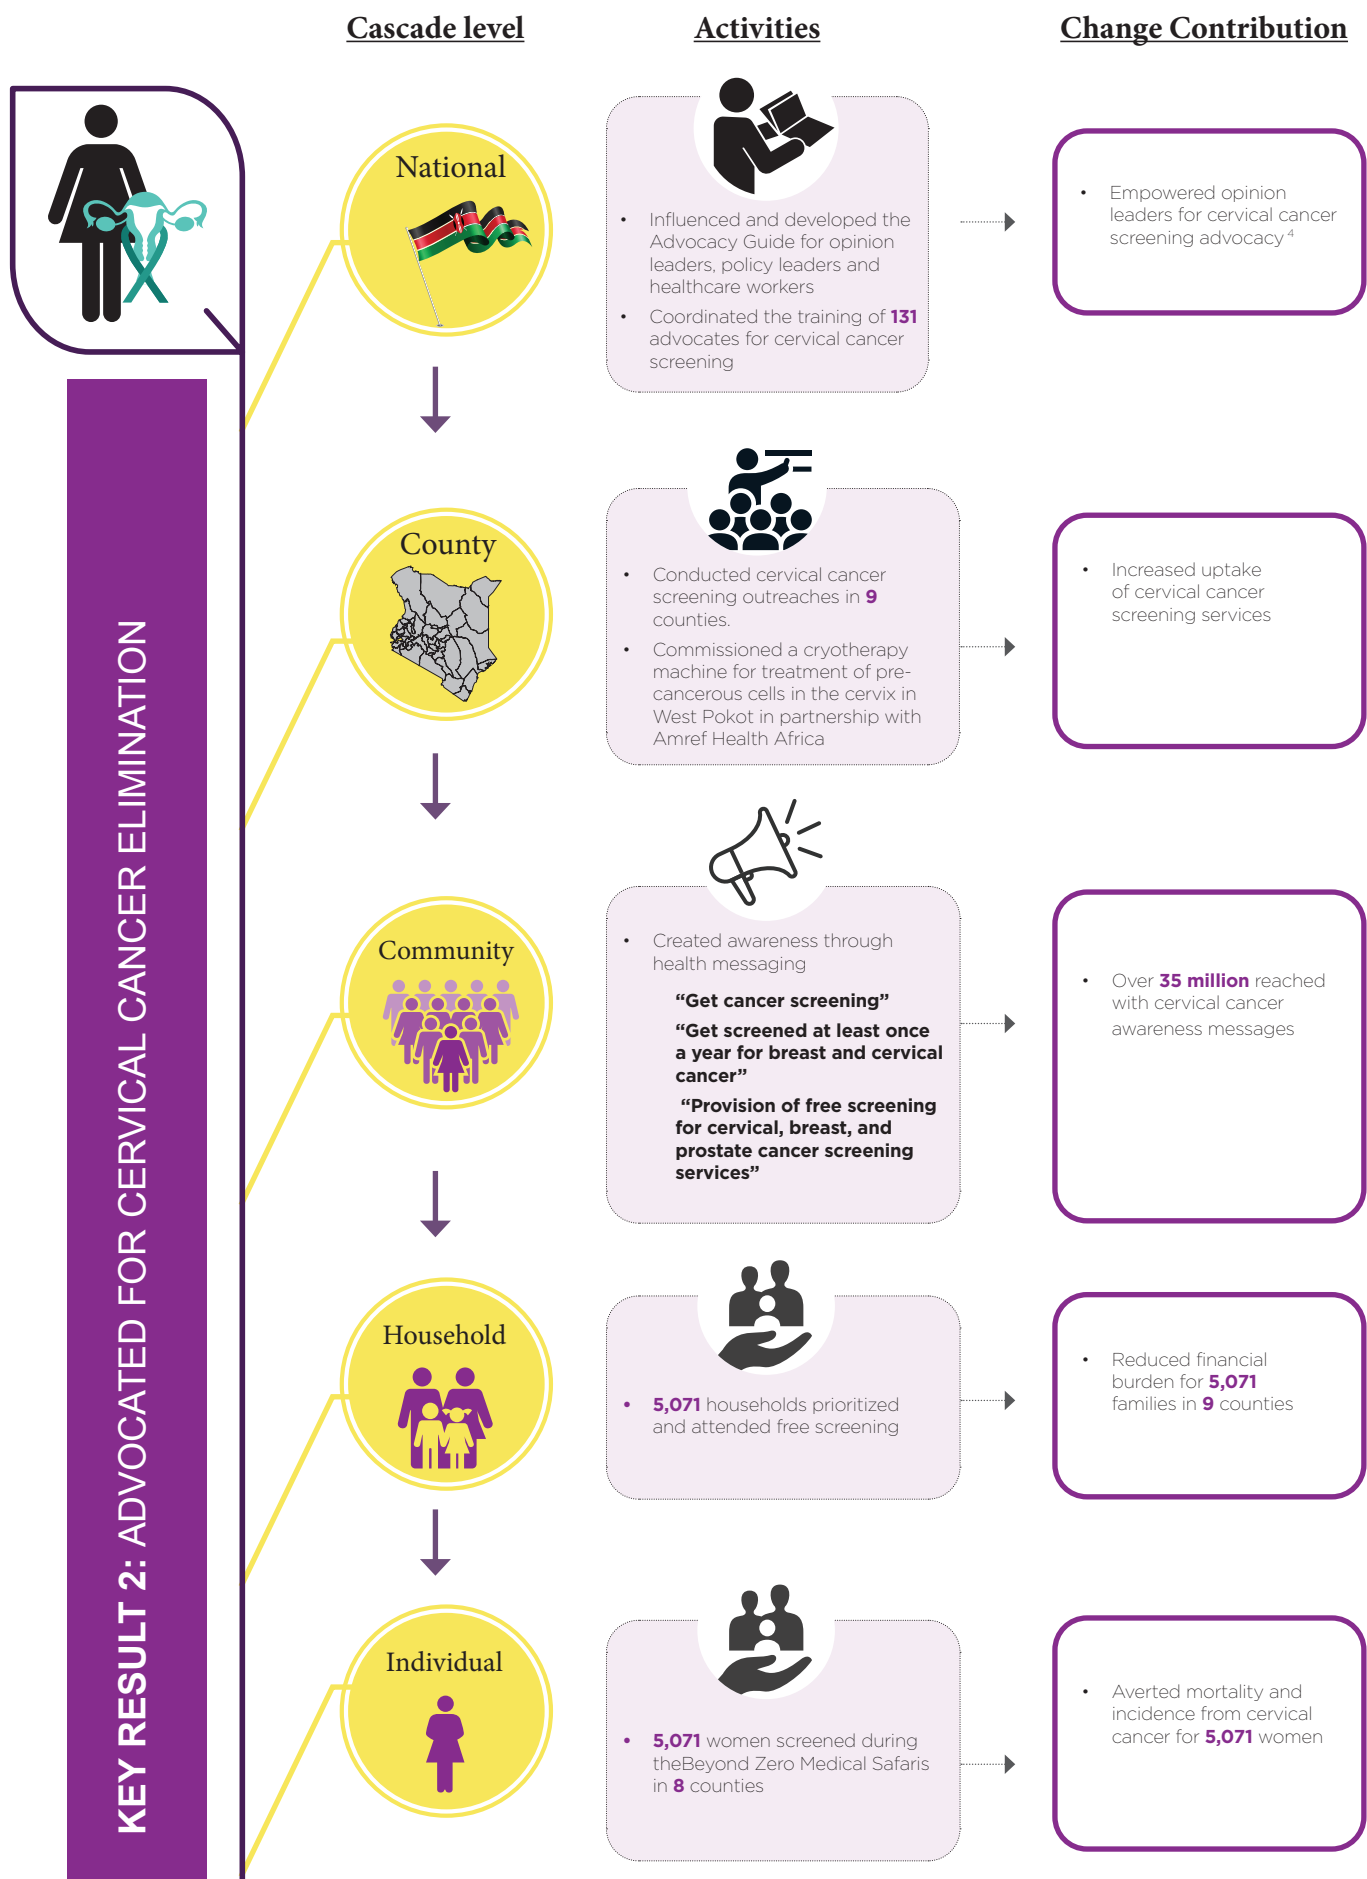 Cascade level
Activities
Change Contribution
KEY RESULT 2: ADVOCATED FOR CERVICAL CANCER ELIMINATION
National
• Influenced and developed the
Advocacy Guide for opinion
leaders, policy leaders and
healthcare workers
• Coordinated the training of 131
advocates for cervical cancer
screening
• Empowered opinion
leaders for cervical cancer
screening advocacy 4
County
• Conducted cervical cancer
screening outreaches in 9
counties.
• Commissioned a cryotherapy
machine for treatment of pre-
cancerous cells in the cervix in
West Pokot in partnership with
Amref Health Africa
• Increased uptake
of cervical cancer
screening services
Community
• Created awareness through
health messaging
“Get cancer screening”
“Get screened at least once
a year for breast and cervical
cancer”
“Provision of free screening
for cervical, breast, and
prostate cancer screening
services”
• Over 35 million reached
with cervical cancer
awareness messages
Household
• 5,071 households prioritized
and attended free screening
• Reduced financial
burden for 5,071
families in 9 counties
Individual
• 5,071 women screened during
theBeyond Zero Medical Safaris
in 8 counties
• Averted mortality and
incidence from cervical
cancer for 5,071 women